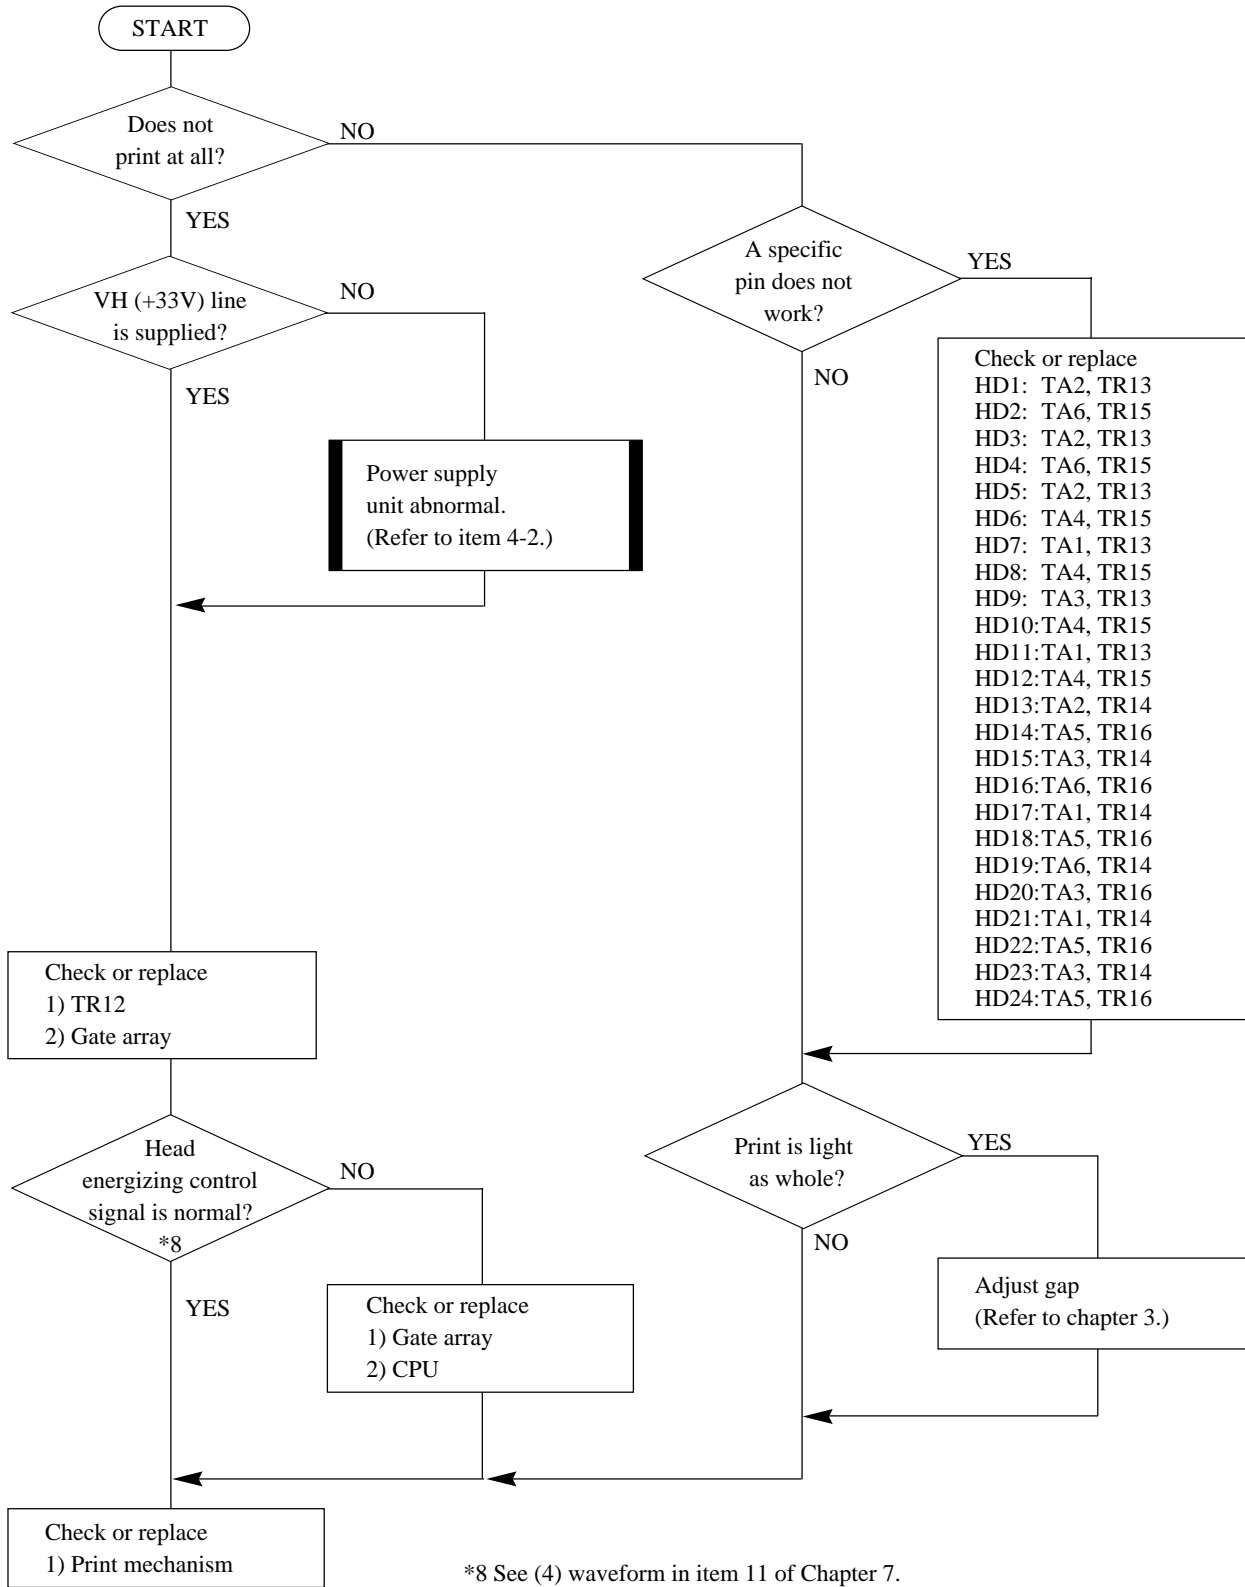 START
Does not
print at all?
NO
YES
VH (+33V) line
is supplied?
NO
YES
Power supply
unit abnormal.
(Refer to item 4-2.)
Check or replace
1) TR12
2) Gate array
Head
energizing control
signal is normal?
*8
NO
YES
Check or replace
1) Gate array
2) CPU
Check or replace
1) Print mechanism
A specific
pin does not
work?
YES
NO
Check or replace
HD1: TA2, TR13
HD2: TA6, TR15
HD3: TA2, TR13
HD4: TA6, TR15
HD5: TA2, TR13
HD6: TA4, TR15
HD7: TA1, TR13
HD8: TA4, TR15
HD9: TA3, TR13
HD10:TA4, TR15
HD11:TA1, TR13
HD12:TA4, TR15
HD13:TA2, TR14
HD14:TA5, TR16
HD15:TA3, TR14
HD16:TA6, TR16
HD17:TA1, TR14
HD18:TA5, TR16
HD19:TA6, TR14
HD20:TA3, TR16
HD21:TA1, TR14
HD22:TA5, TR16
HD23:TA3, TR14
HD24:TA5, TR16
Print is light
as whole?
YES
NO
Adjust gap
(Refer to chapter 3.)
*8 See (4) waveform in item 11 of Chapter 7.